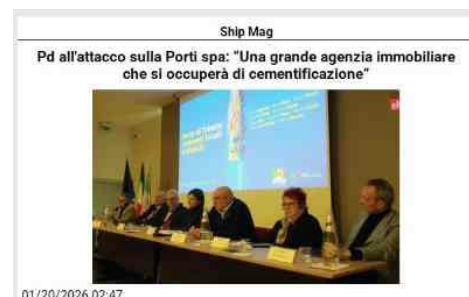 Ship Mag
Pd all'attacco sulla Porti spa: “Una grande agenzia immobiliare
che si occuperà di cementificazione”
01/20/2026 02:47